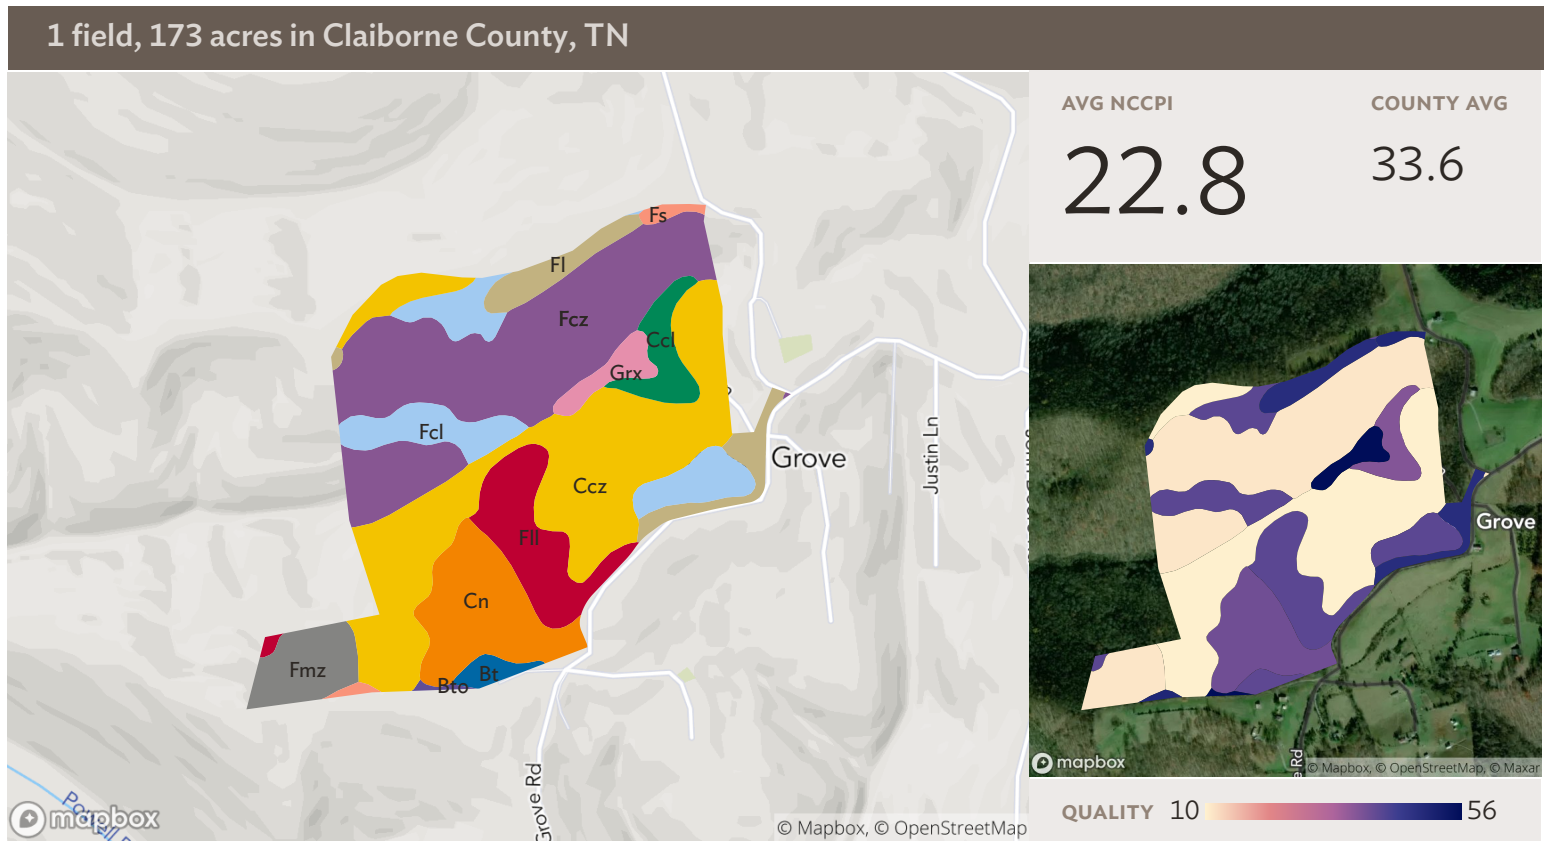 1 field, 173 acres in Claiborne County, TN
AVG NCCPI
COUNTY AVG
22.8
33.6
Fs
Fl
Fcz
Ccl
Grx
Fcl
Grove
Justin Ln
Ccz
Fll
Cn
Fmz
Bt
Bto
Grove Rd
mapbox
© Mapbox, © OpenStreetMap
Grove
e Rd
mapbox
© Mapbox, © OpenStreetMap, © Maxar
QUALITY
10
56